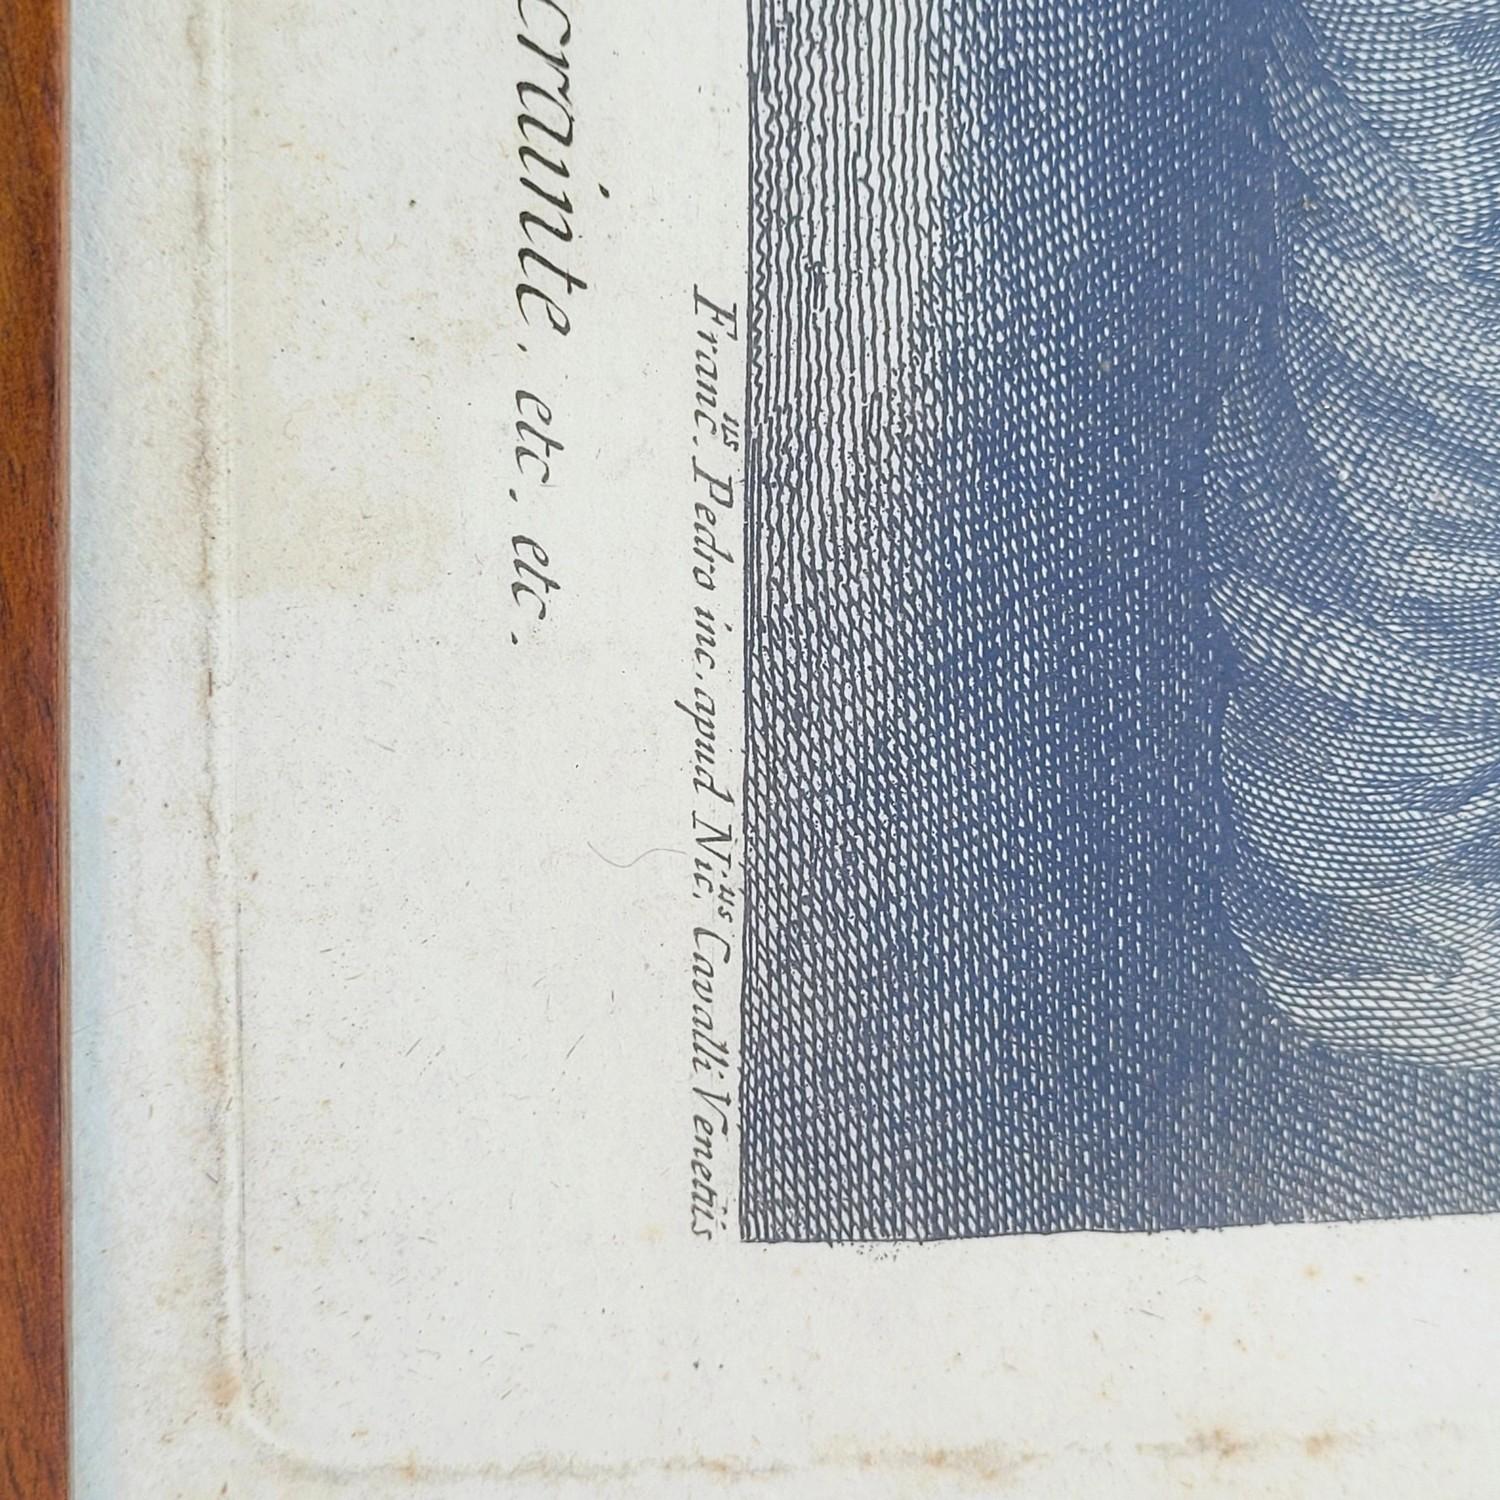 Franc.us Pedro inc. apud Nic.us Cavalli Venetiis
crainte, etc. etc.